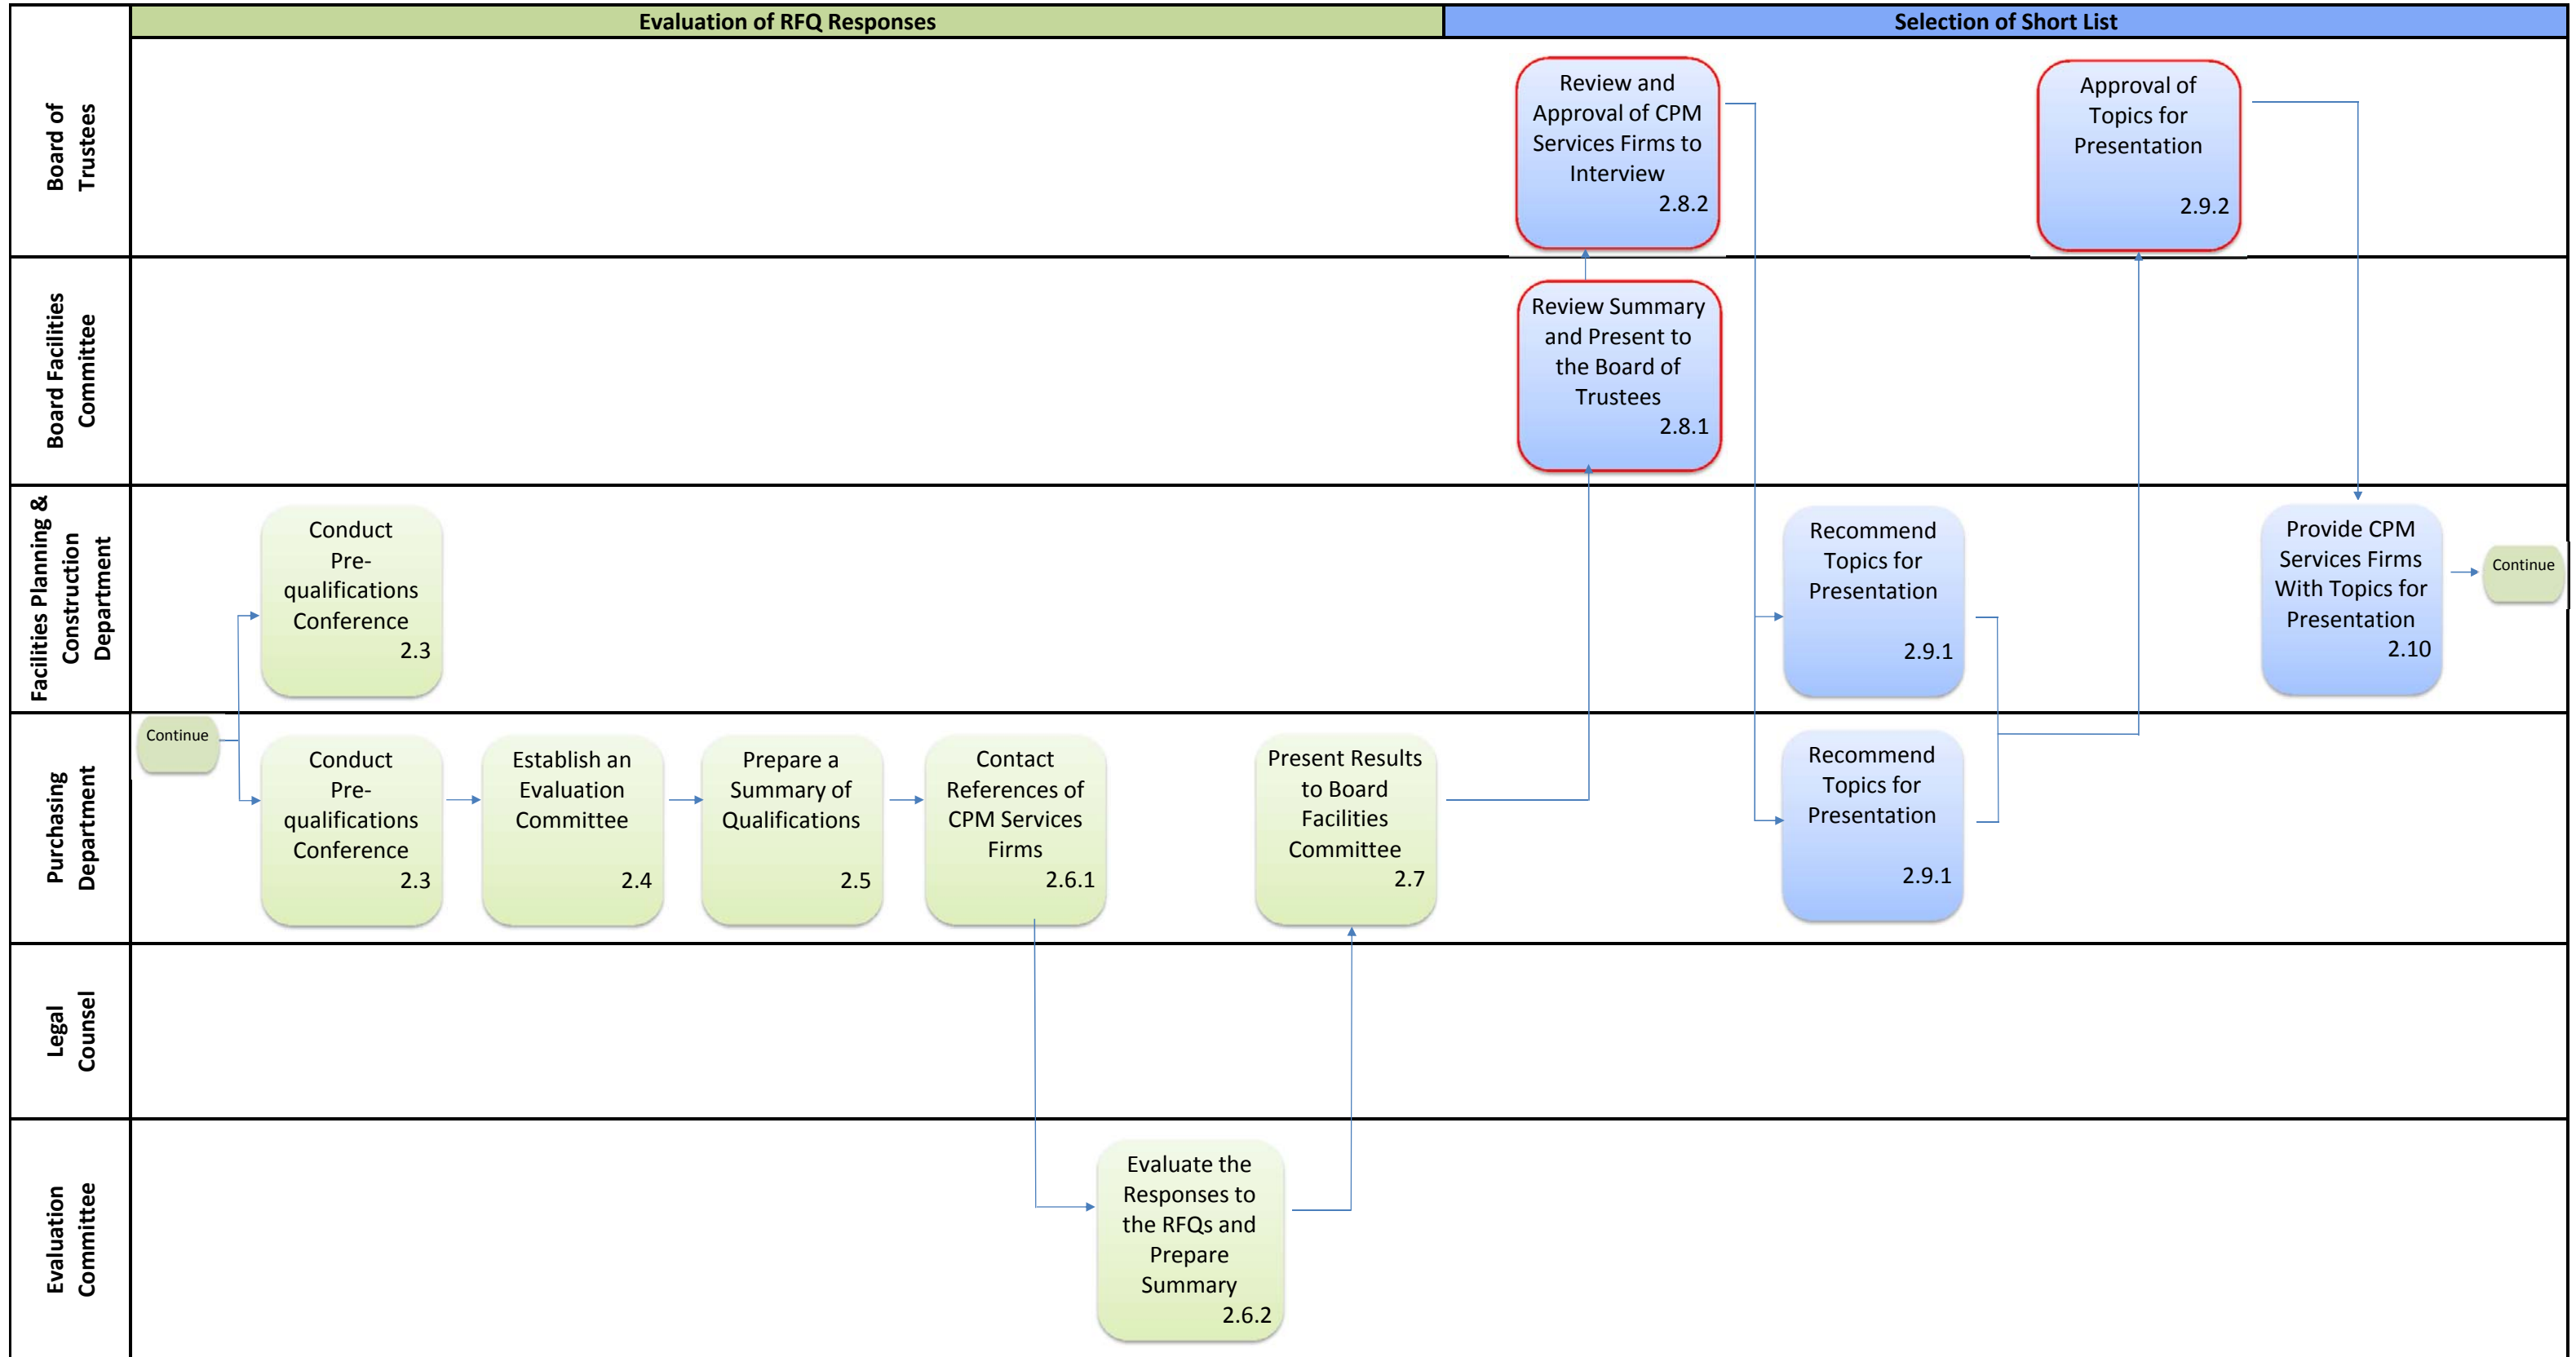 Evaluation of RFQ Responses
Selection of Short List
Board of
Trustees
Review and
Approval of CPM
Services Firms to
Interview
2.8.2
Approval of
Topics for
Presentation
2.9.2
Board Facilities
Committee
Review Summary
and Present to
the Board of
Trustees
2.8.1
Facilities Planning &
Construction
Department
Conduct
Pre-
qualifications
Conference
2.3
Recommend
Topics for
Presentation
2.9.1
Provide CPM
Services Firms
With Topics for
Presentation
2.10
Continue
Purchasing
Department
Continue
Conduct
Pre-
qualifications
Conference
2.3
Establish an
Evaluation
Committee
2.4
Prepare a
Summary of
Qualifications
2.5
Contact
References of
CPM Services
Firms
2.6.1
Present Results
to Board
Facilities
Committee
2.7
Recommend
Topics for
Presentation
2.9.1
Legal
Counsel
Evaluation
Committee
Evaluate the
Responses to
the RFQs and
Prepare
Summary
2.6.2